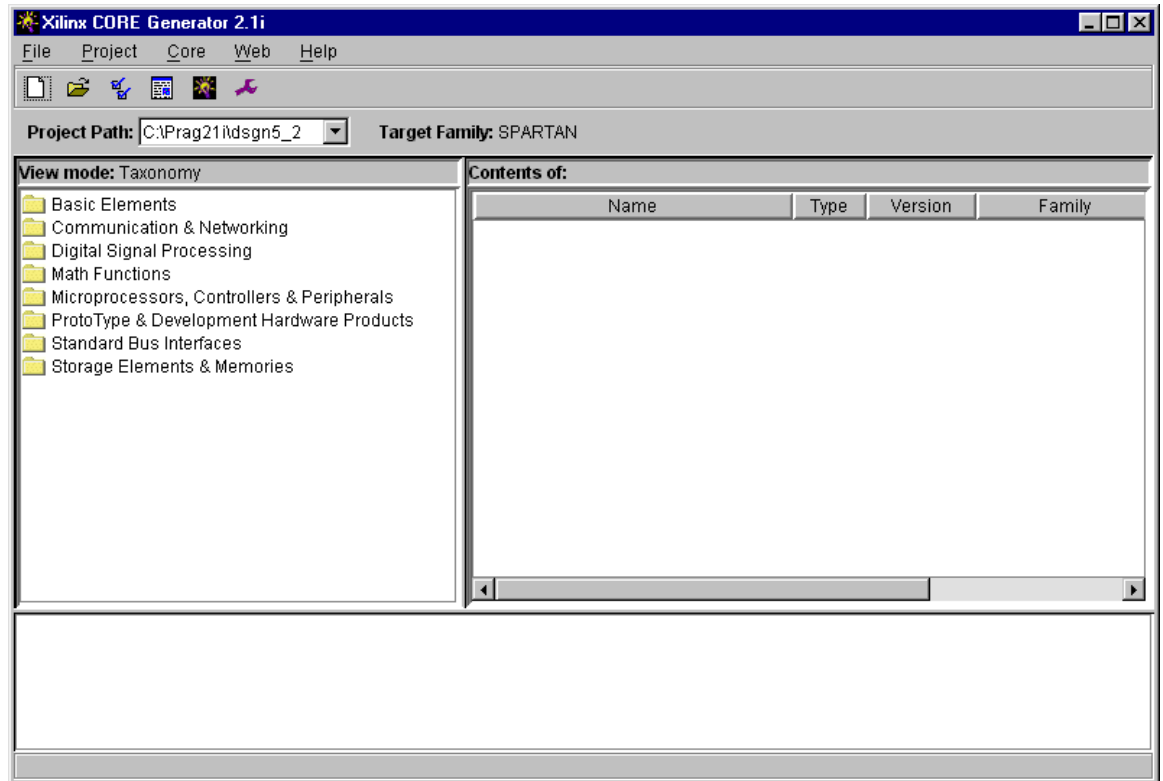 Xilinx CORE Generator 2.1i
File Project Core Web Help
Project Path: C:\Prag21i\dsgn5_2 Target Family: SPARTAN
View mode: Taxonomy
Basic Elements
Communication & Networking
Digital Signal Processing
Math Functions
Microprocessors, Controllers & Peripherals
ProtoType & Development Hardware Products
Standard Bus Interfaces
Storage Elements & Memories
Contents of:
Name Type Version Family